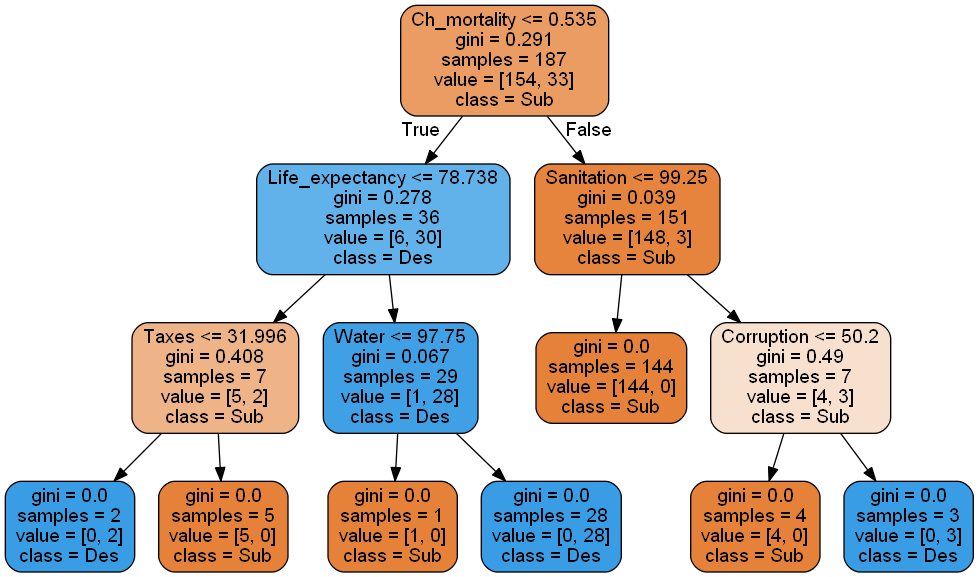 Ch_mortality <= 0.535
gini = 0.291
samples = 187
value = [154, 33]
class = Sub
True
False
Life_expectancy <= 78.738
gini = 0.278
samples = 36
value = [6, 30]
class = Des
Sanitation <= 99.25
gini = 0.039
samples = 151
value = [148, 3]
class = Sub
Taxes <= 31.996
gini = 0.408
samples = 7
value = [5, 2]
class = Sub
Water <= 97.75
gini = 0.067
samples = 29
value = [1, 28]
class = Des
gini = 0.0
samples = 144
value = [144, 0]
class = Sub
Corruption <= 50.2
gini = 0.49
samples = 7
value = [4, 3]
class = Sub
gini = 0.0
samples = 2
value = [0, 2]
class = Des
gini = 0.0
samples = 5
value = [5, 0]
class = Sub
gini = 0.0
samples = 1
value = [1, 0]
class = Sub
gini = 0.0
samples = 28
value = [0, 28]
class = Des
gini = 0.0
samples = 4
value = [4, 0]
class = Sub
gini = 0.0
samples = 3
value = [0, 3]
class = Des